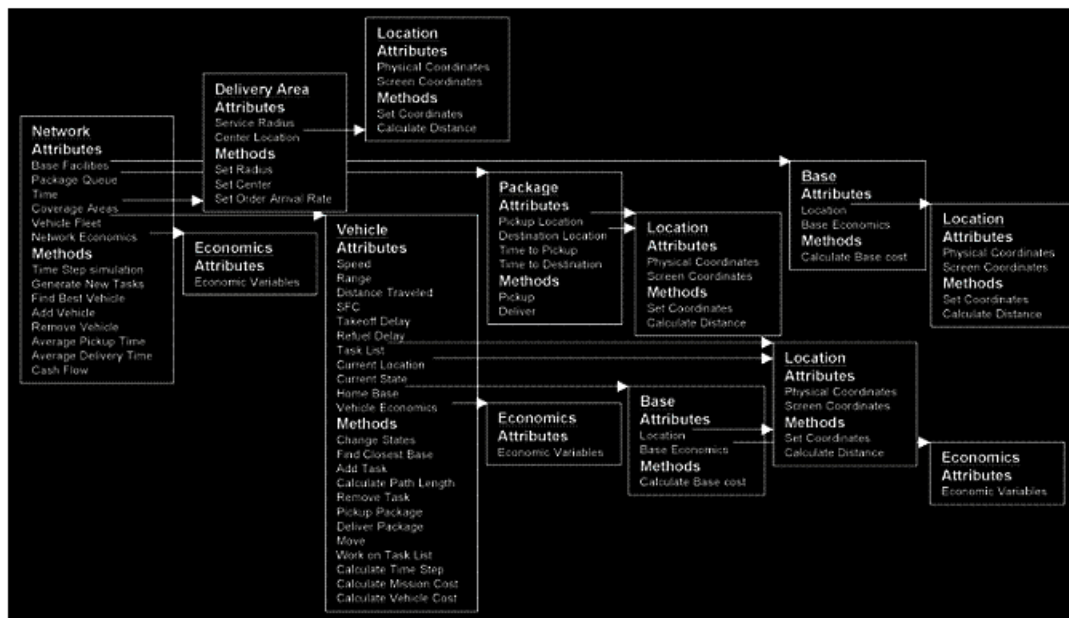 Location
Attributes
Physical Coordinates
Screen Coordinates
Methods
Set Coordinates
Calculate Distance
Delivery Area
Attributes
Service Radius
Center Location
Methods
Set Radius
Set Center
Set Order Arrival Rate
Network
Attributes
Base Facilities
Package Queue
Time
Coverage Areas
Vehicle Fleet
Network Economics
Methods
Time Step simulation
Generate New Tasks
Find Best Vehicle
Add Vehicle
Remove Vehicle
Average Pickup Time
Average Delivery Time
Cash Flow
Economics
Attributes
Economic Variables
Vehicle
Attributes
Speed
Range
Distance Traveled
SFC
Takeoff Delay
Refuel Delay
Task List
Current Location
Current State
Home Base
Vehicle Economics
Methods
Change States
Find Closest Base
Add Task
Calculate Path Length
Remove Task
Pickup Package
Deliver Package
Move
Work on Task List
Calculate Time Step
Calculate Mission Cost
Calculate Vehicle Cost
Package
Attributes
Pickup Location
Destination Location
Time to Pickup
Time to Destination
Methods
Pickup
Deliver
Location
Attributes
Physical Coordinates
Screen Coordinates
Methods
Set Coordinates
Calculate Distance
Base
Attributes
Location
Base Economics
Methods
Calculate Base cost
Location
Attributes
Physical Coordinates
Screen Coordinates
Methods
Set Coordinates
Calculate Distance
Economics
Attributes
Economic Variables
Base
Attributes
Location
Base Economics
Methods
Calculate Base cost
Location
Attributes
Physical Coordinates
Screen Coordinates
Methods
Set Coordinates
Calculate Distance
Economics
Attributes
Economic Variables